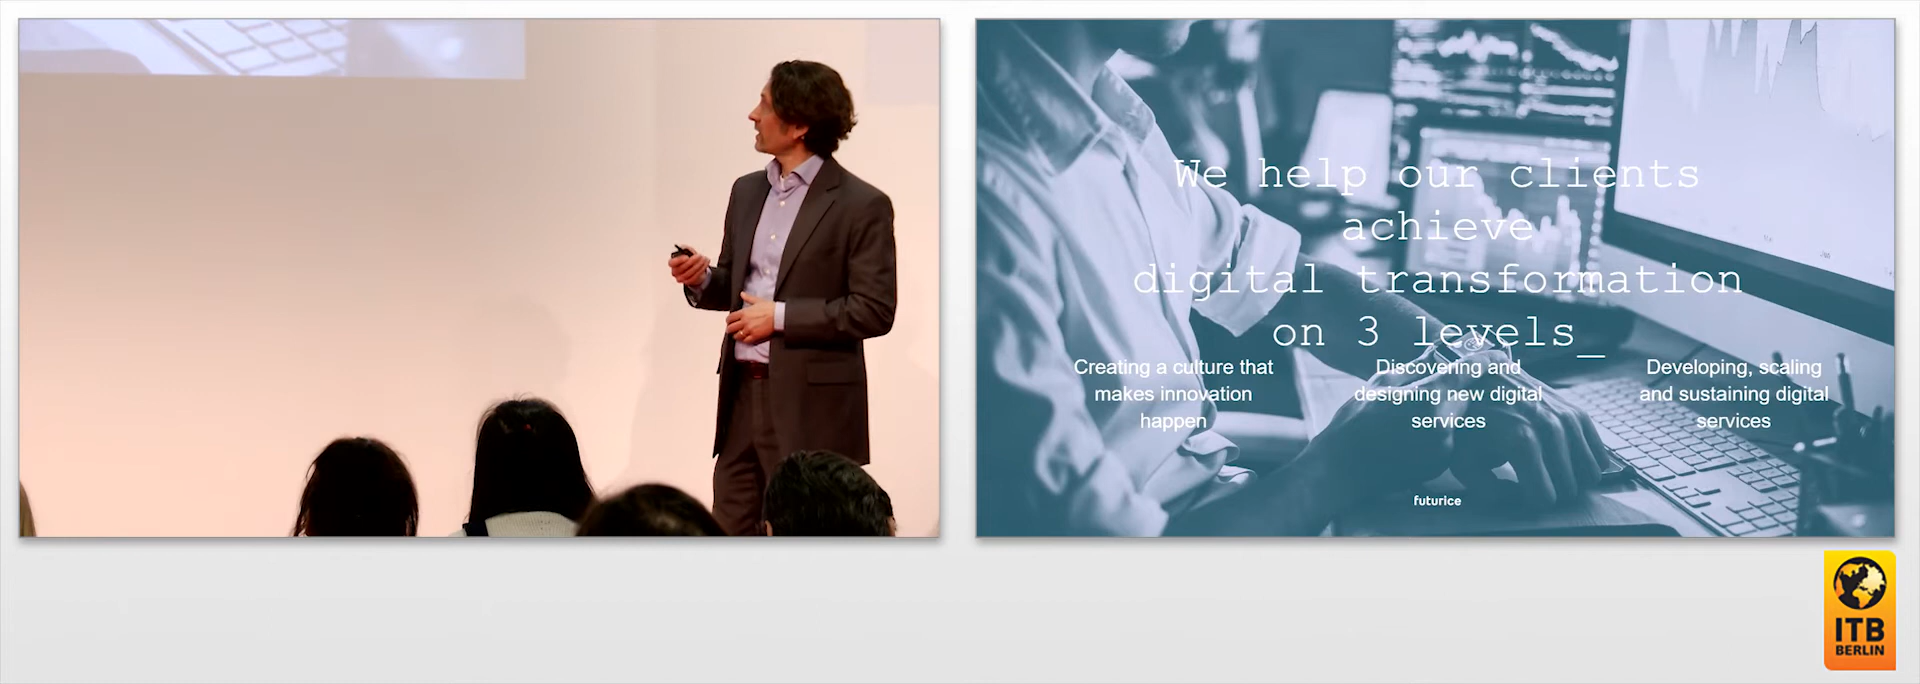 We help our clients
achieve
digital transformation
on 3 levels_
Creating a culture that
makes innovation
happen
Discovering and
designing new digital
services
Developing, scaling
and sustaining digital
services
futurice
ITB
BERLIN